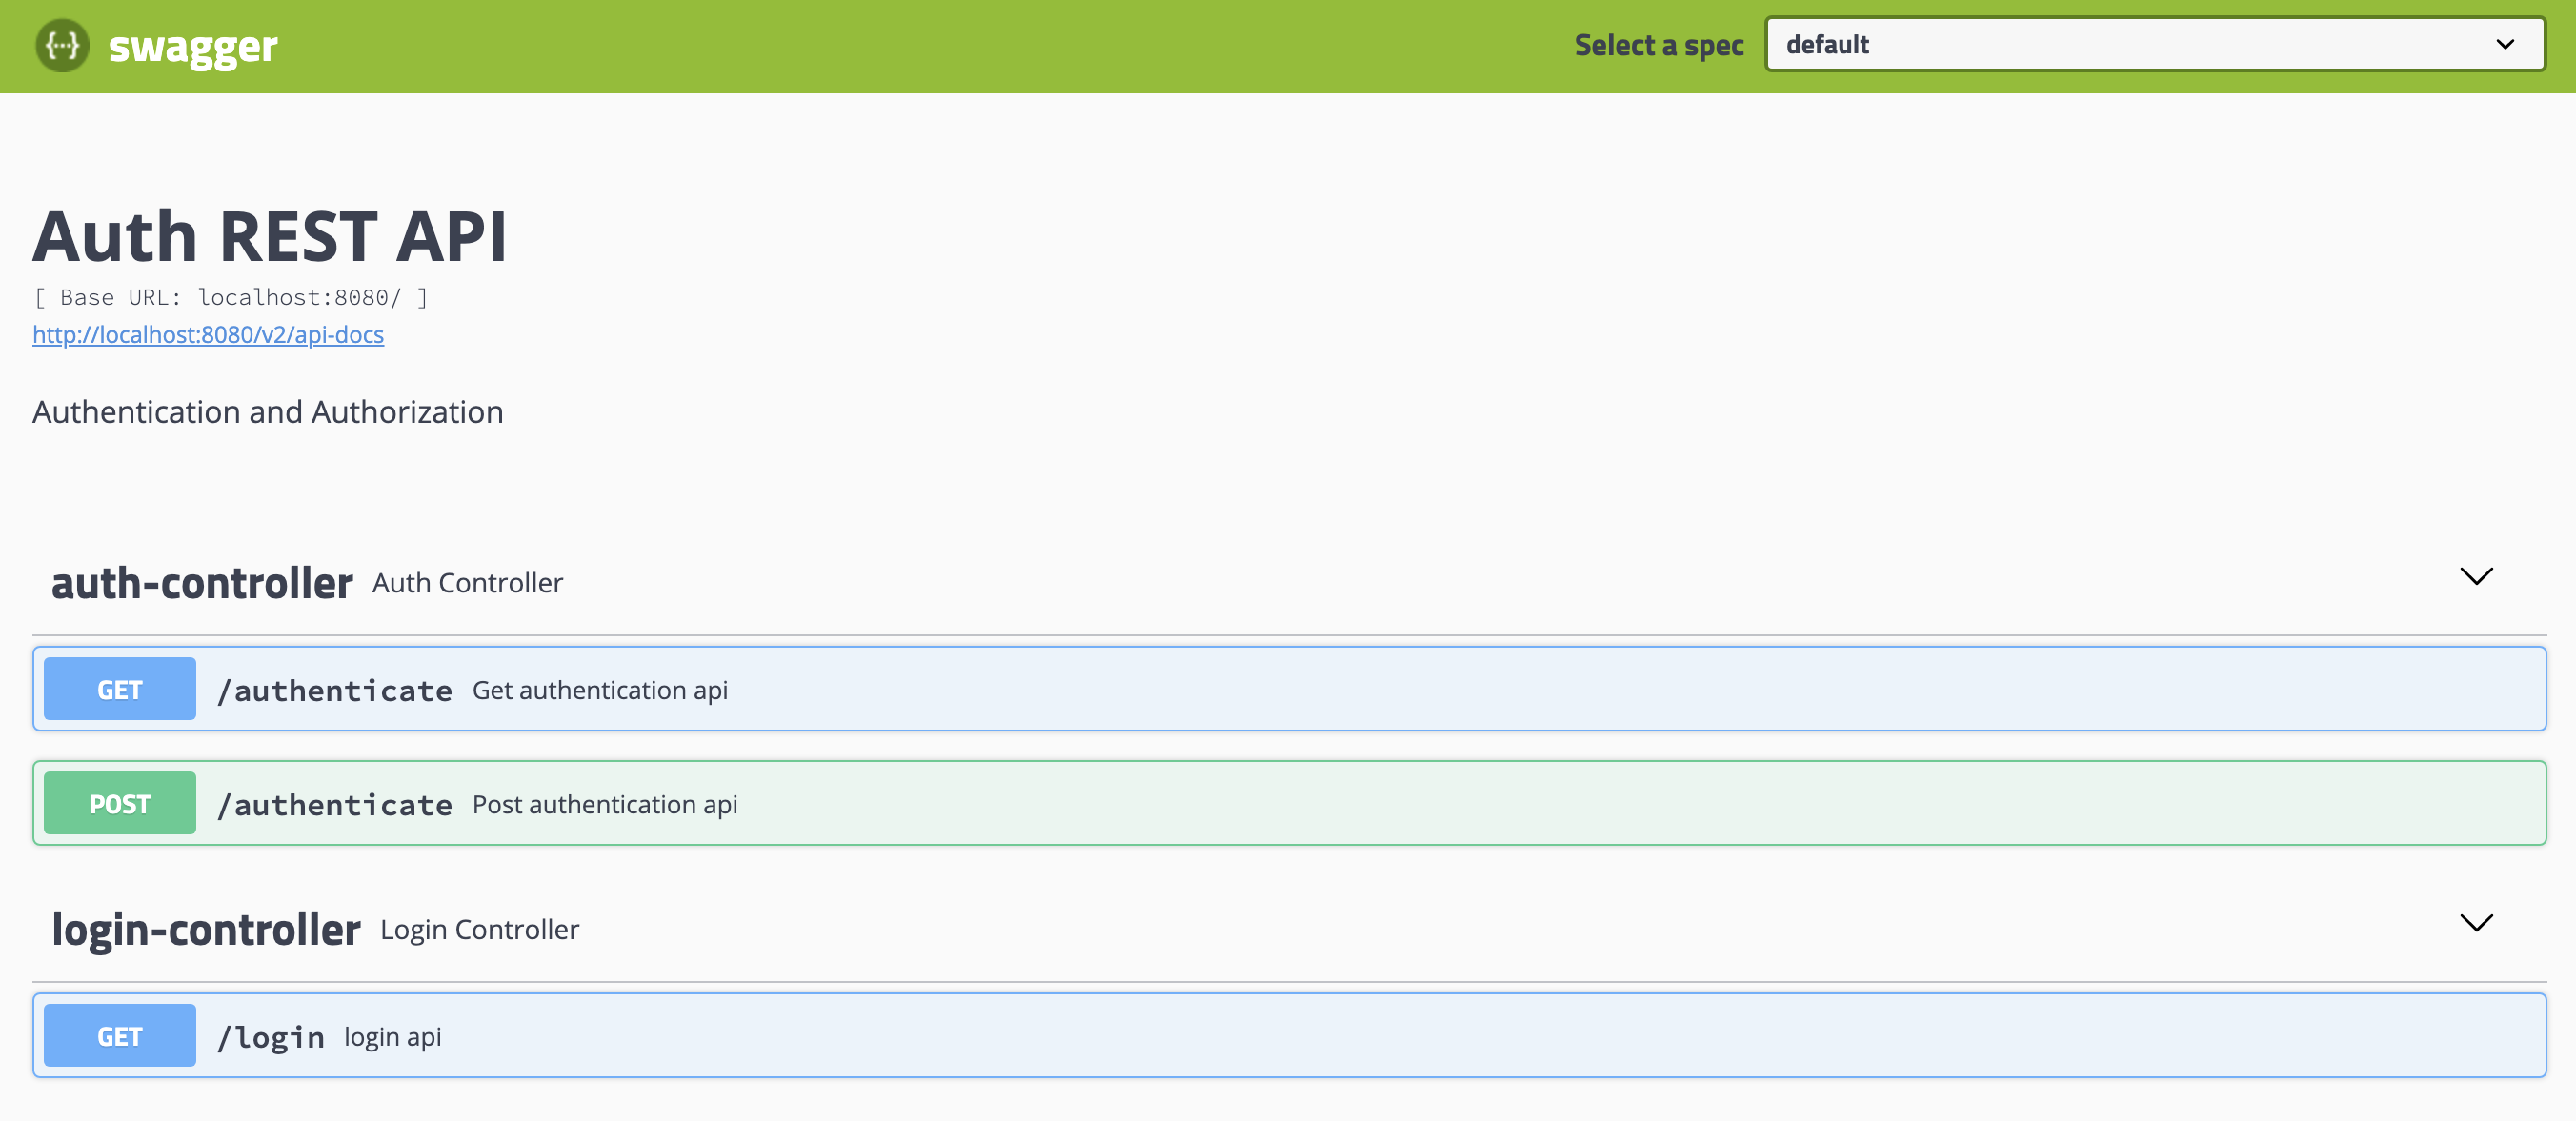 {...} swagger
Select a spec default
Auth REST API
[ Base URL: localhost:8080/ ]
http://localhost:8080/v2/api-docs
Authentication and Authorization
auth-controller Auth Controller
GET /authenticate Get authentication api
POST /authenticate Post authentication api
login-controller Login Controller
GET /login login api